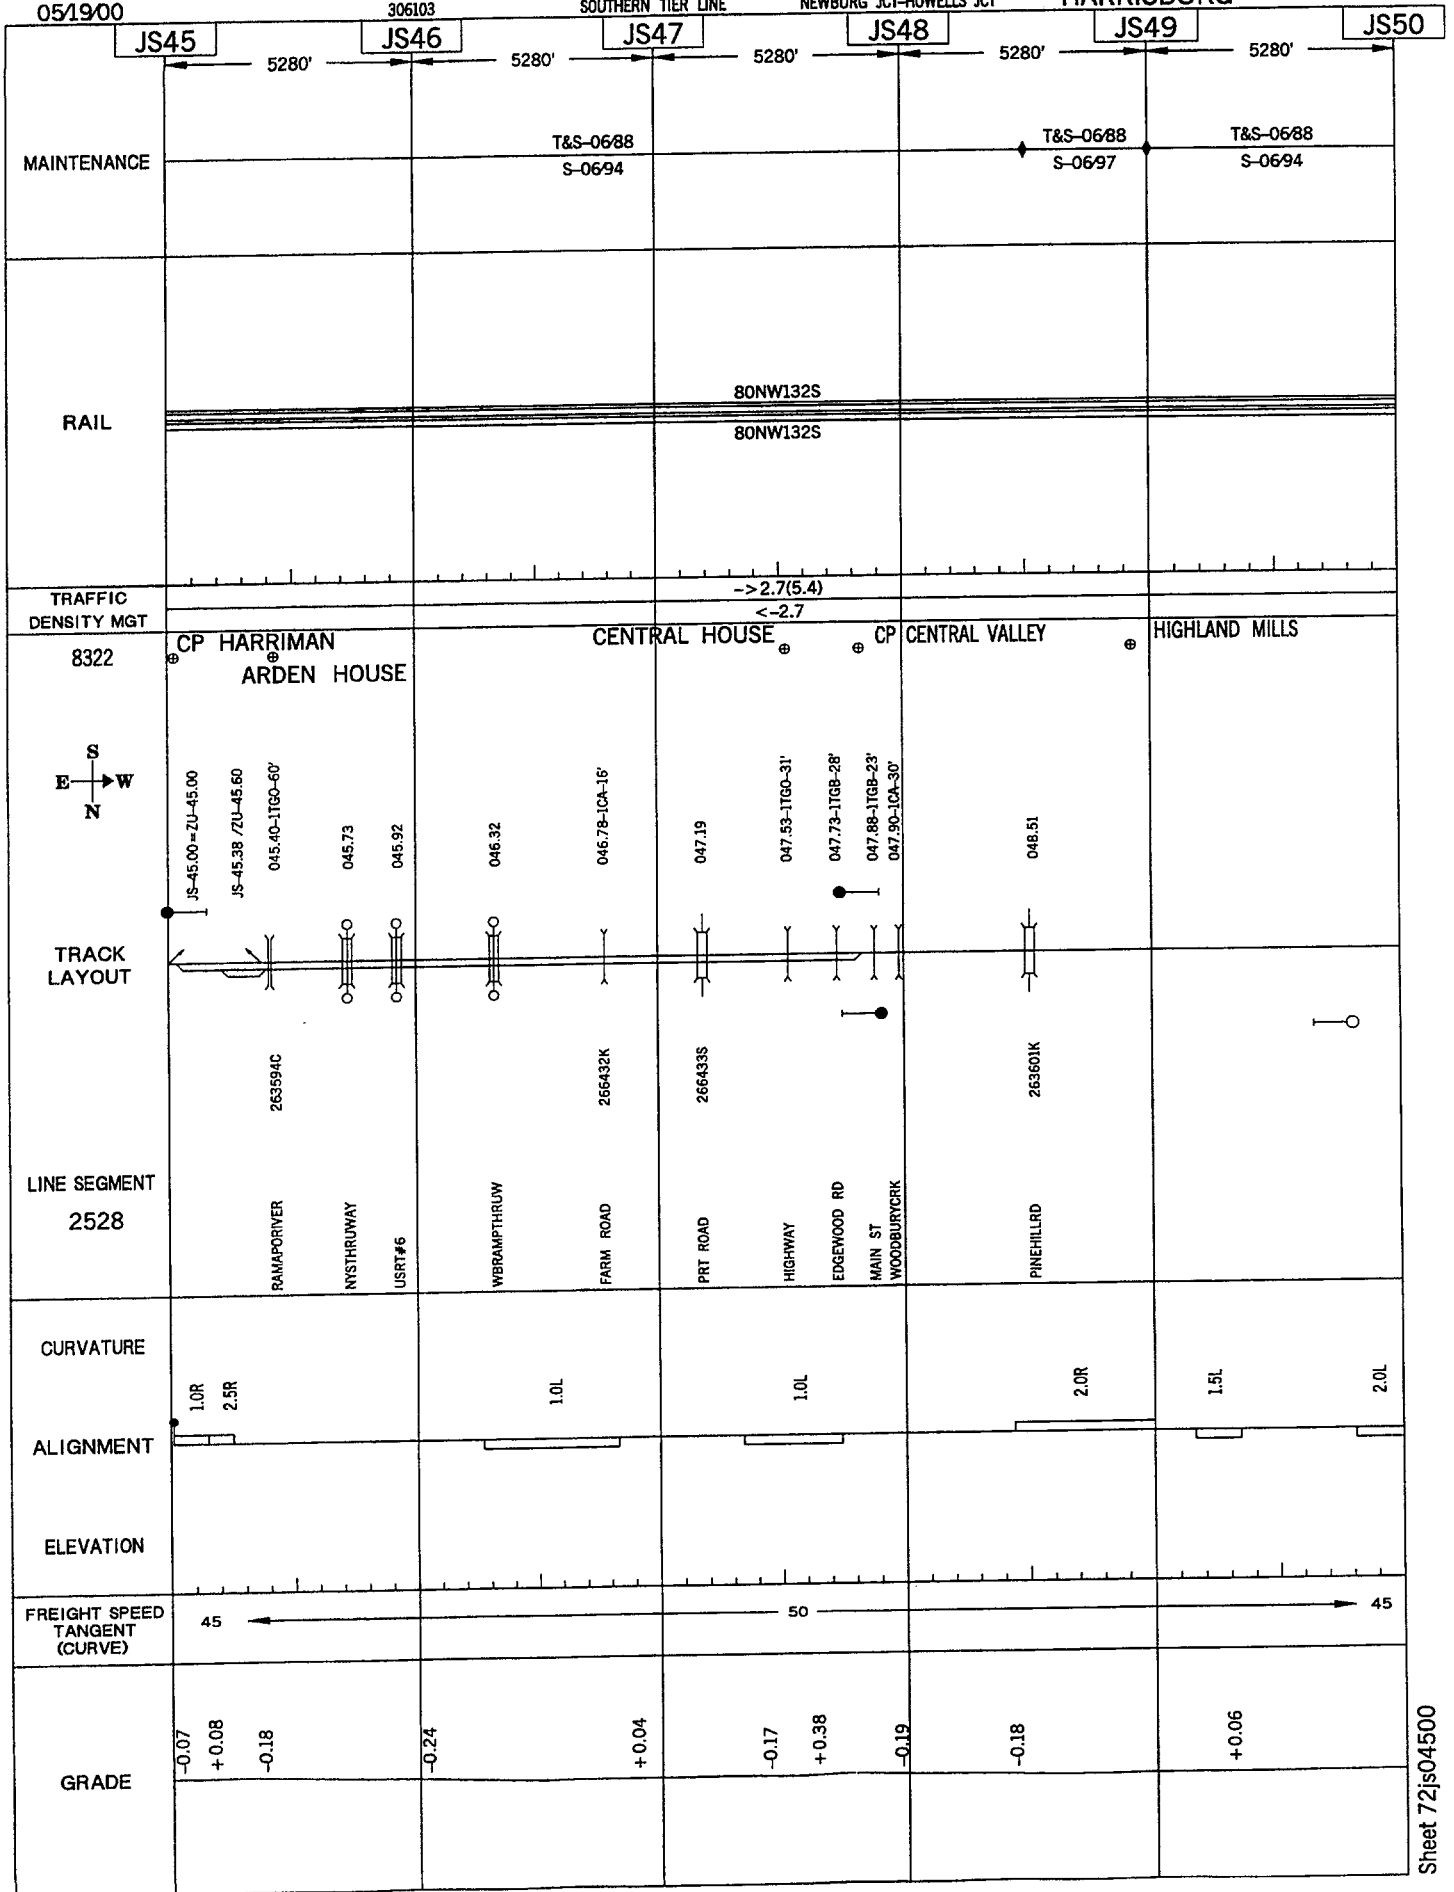 05/19/00 306103 SOUTHERN TIER LINE NEWBURG JCT-HOWELLS JCT HARRISBURG
JS45 JS46 JS47 JS48 JS49 JS50
5280' 5280' 5280' 5280' 5280'
MAINTENANCE
T&S-06/88 T&S-06/88 T&S-06/88
S-06/94 S-06/97 S-06/94
RAIL
80NW132S
80NW132S
TRAFFIC
DENSITY MGT
->2.7(5.4)
<-2.7
8322
CP HARRIMAN
ARDEN HOUSE
CENTRAL HOUSE
CP CENTRAL VALLEY
HIGHLAND MILLS
S
E W
N
JS-45.00=ZU-45.00
JS-45.38 /ZU-45.60
045.40-1TGO-60'
045.73
045.92
046.32
046.78-1CA-16'
047.19
047.53-1TGO-31'
047.73-1TGB-28'
047.88-1TGB-23'
047.90-1CA-30'
048.51
TRACK
LAYOUT
263594C
266432K
266433S
263601K
LINE SEGMENT
2528
RAMAPORIVER
NYSTHRUWAY
USRT#6
WBRAMPTHRUW
FARM ROAD
PRT ROAD
HIGHWAY
EDGEWOOD RD
MAIN ST
WOODBURYCRK
PINEHILLRD
CURVATURE
1.0R
2.5R
1.0L
1.0L
2.0R
1.5L
2.0L
ALIGNMENT
ELEVATION
FREIGHT SPEED
TANGENT
(CURVE)
45 50 45
GRADE
-0.07
+0.08
-0.18
-0.24
+0.04
-0.17
+0.38
-0.19
-0.18
+0.06
Sheet 72js04500